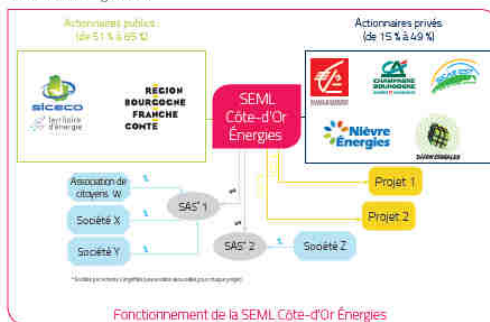 Actionnaires publics :
(de 51 % à 85 %)
Actionnaires privés
(de 15 % à 49 %)
siceco
territoire
d'énergie
RÉGION
BOURGOGNE
FRANCHE
COMTÉ
SEML
Côte-d'Or
Énergies
CHAMPAGNE
BOURGOGNE
Nièvre
Énergies
DIJON CÉRÉALES
Association de
citoyens W
Société X
Société Y
SAS* 1
SAS* 2
Société Z
Projet 1
Projet 2
Fonctionnement de la SEML Côte-d'Or Énergies